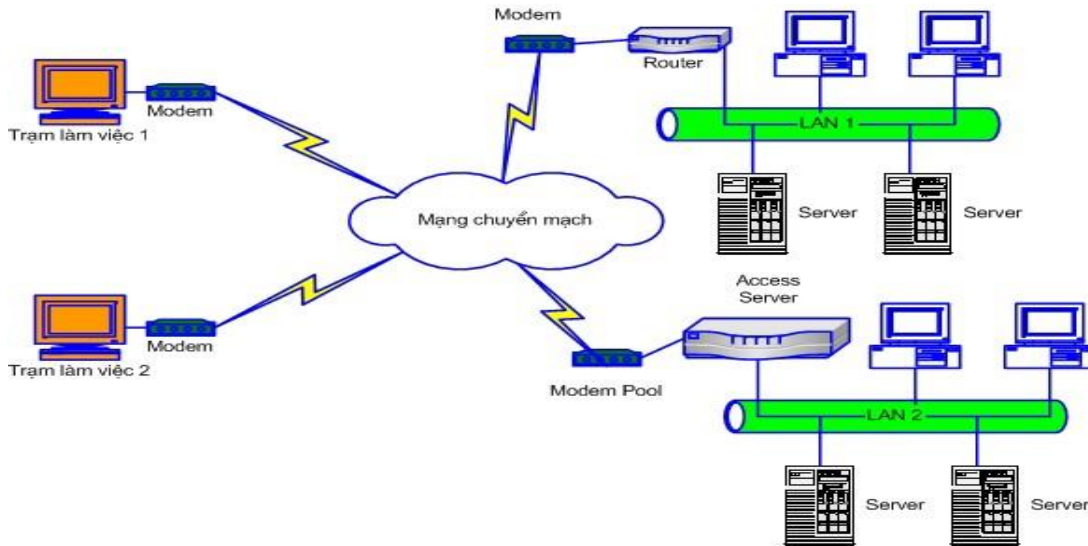 Modem
Router
Modem
Trạm làm việc 1
LAN 1
Server
Server
Mạng chuyển mạch
Access
Server
Modem
Trạm làm việc 2
Modem Pool
LAN 2
Server
Server